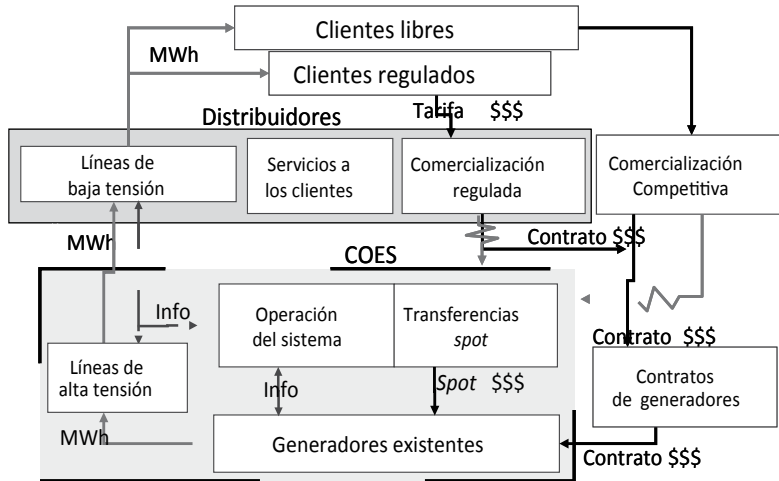 Clientes libres
MWh
Clientes regulados
Tarifa $$$
Distribuidores
Líneas de
baja tensión
Servicios a
los clientes
Comercialización
regulada
Comercialización
Competitiva
MWh
Contrato $$$
COES
Info
Operación
del sistema
Transferencias
spot
Contrato $$$
Líneas de
alta tensión
Info
Spot $$$
Contratos
de generadores
MWh
Generadores existentes
Contrato $$$